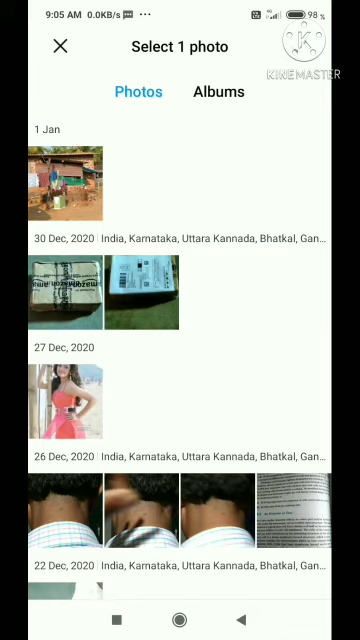 9:05 AM 0.0KB/s ... 4G 98 %
Select 1 photo
KINEMASTER
Photos Albums
1 Jan
30 Dec, 2020 India, Karnataka, Uttara Kannada, Bhatkal, Gan...
27 Dec, 2020
26 Dec, 2020 India, Karnataka, Uttara Kannada, Bhatkal, Gan...
22 Dec, 2020 India, Karnataka, Uttara Kannada, Bhatkal, Gan...